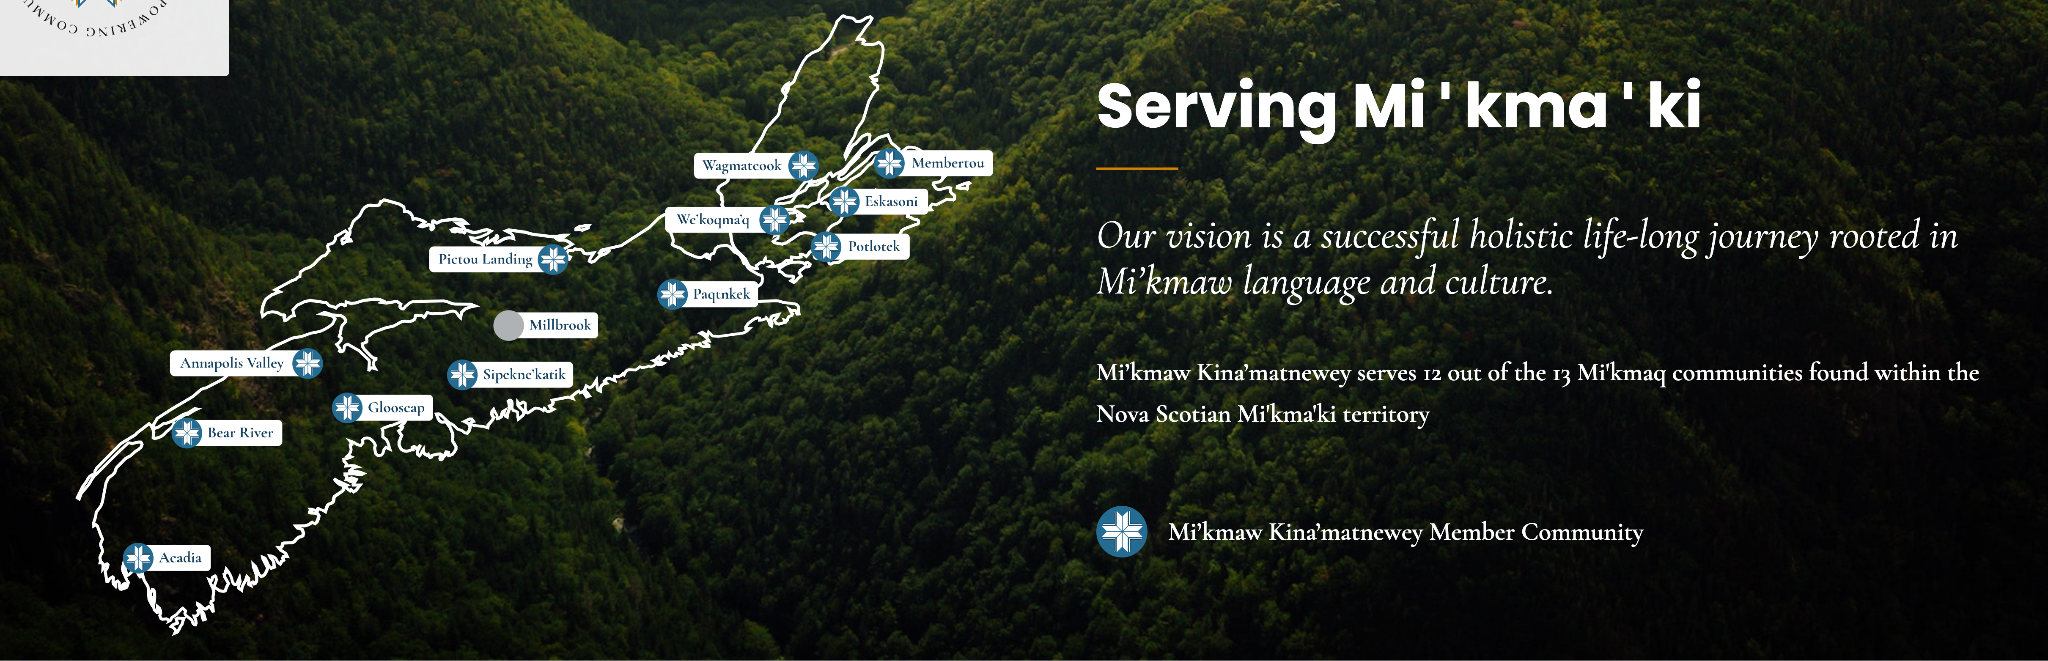 POWERING COMMU
Serving Mi'kma'ki
Our vision is a successful holistic life-long journey rooted in
Mi’kmaw language and culture.
Mi’kmaw Kina’matnewey serves 12 out of the 13 Mi'kmaq communities found within the
Nova Scotian Mi'kma'ki territory
Mi’kmaw Kina’matnewey Member Community
Wagmatcook
Membertou
Eskasoni
We'koqma'q
Potlotek
Pictou Landing
Paqtnkek
Millbrook
Annapolis Valley
Sipekne’katik
Glooscap
Bear River
Acadia